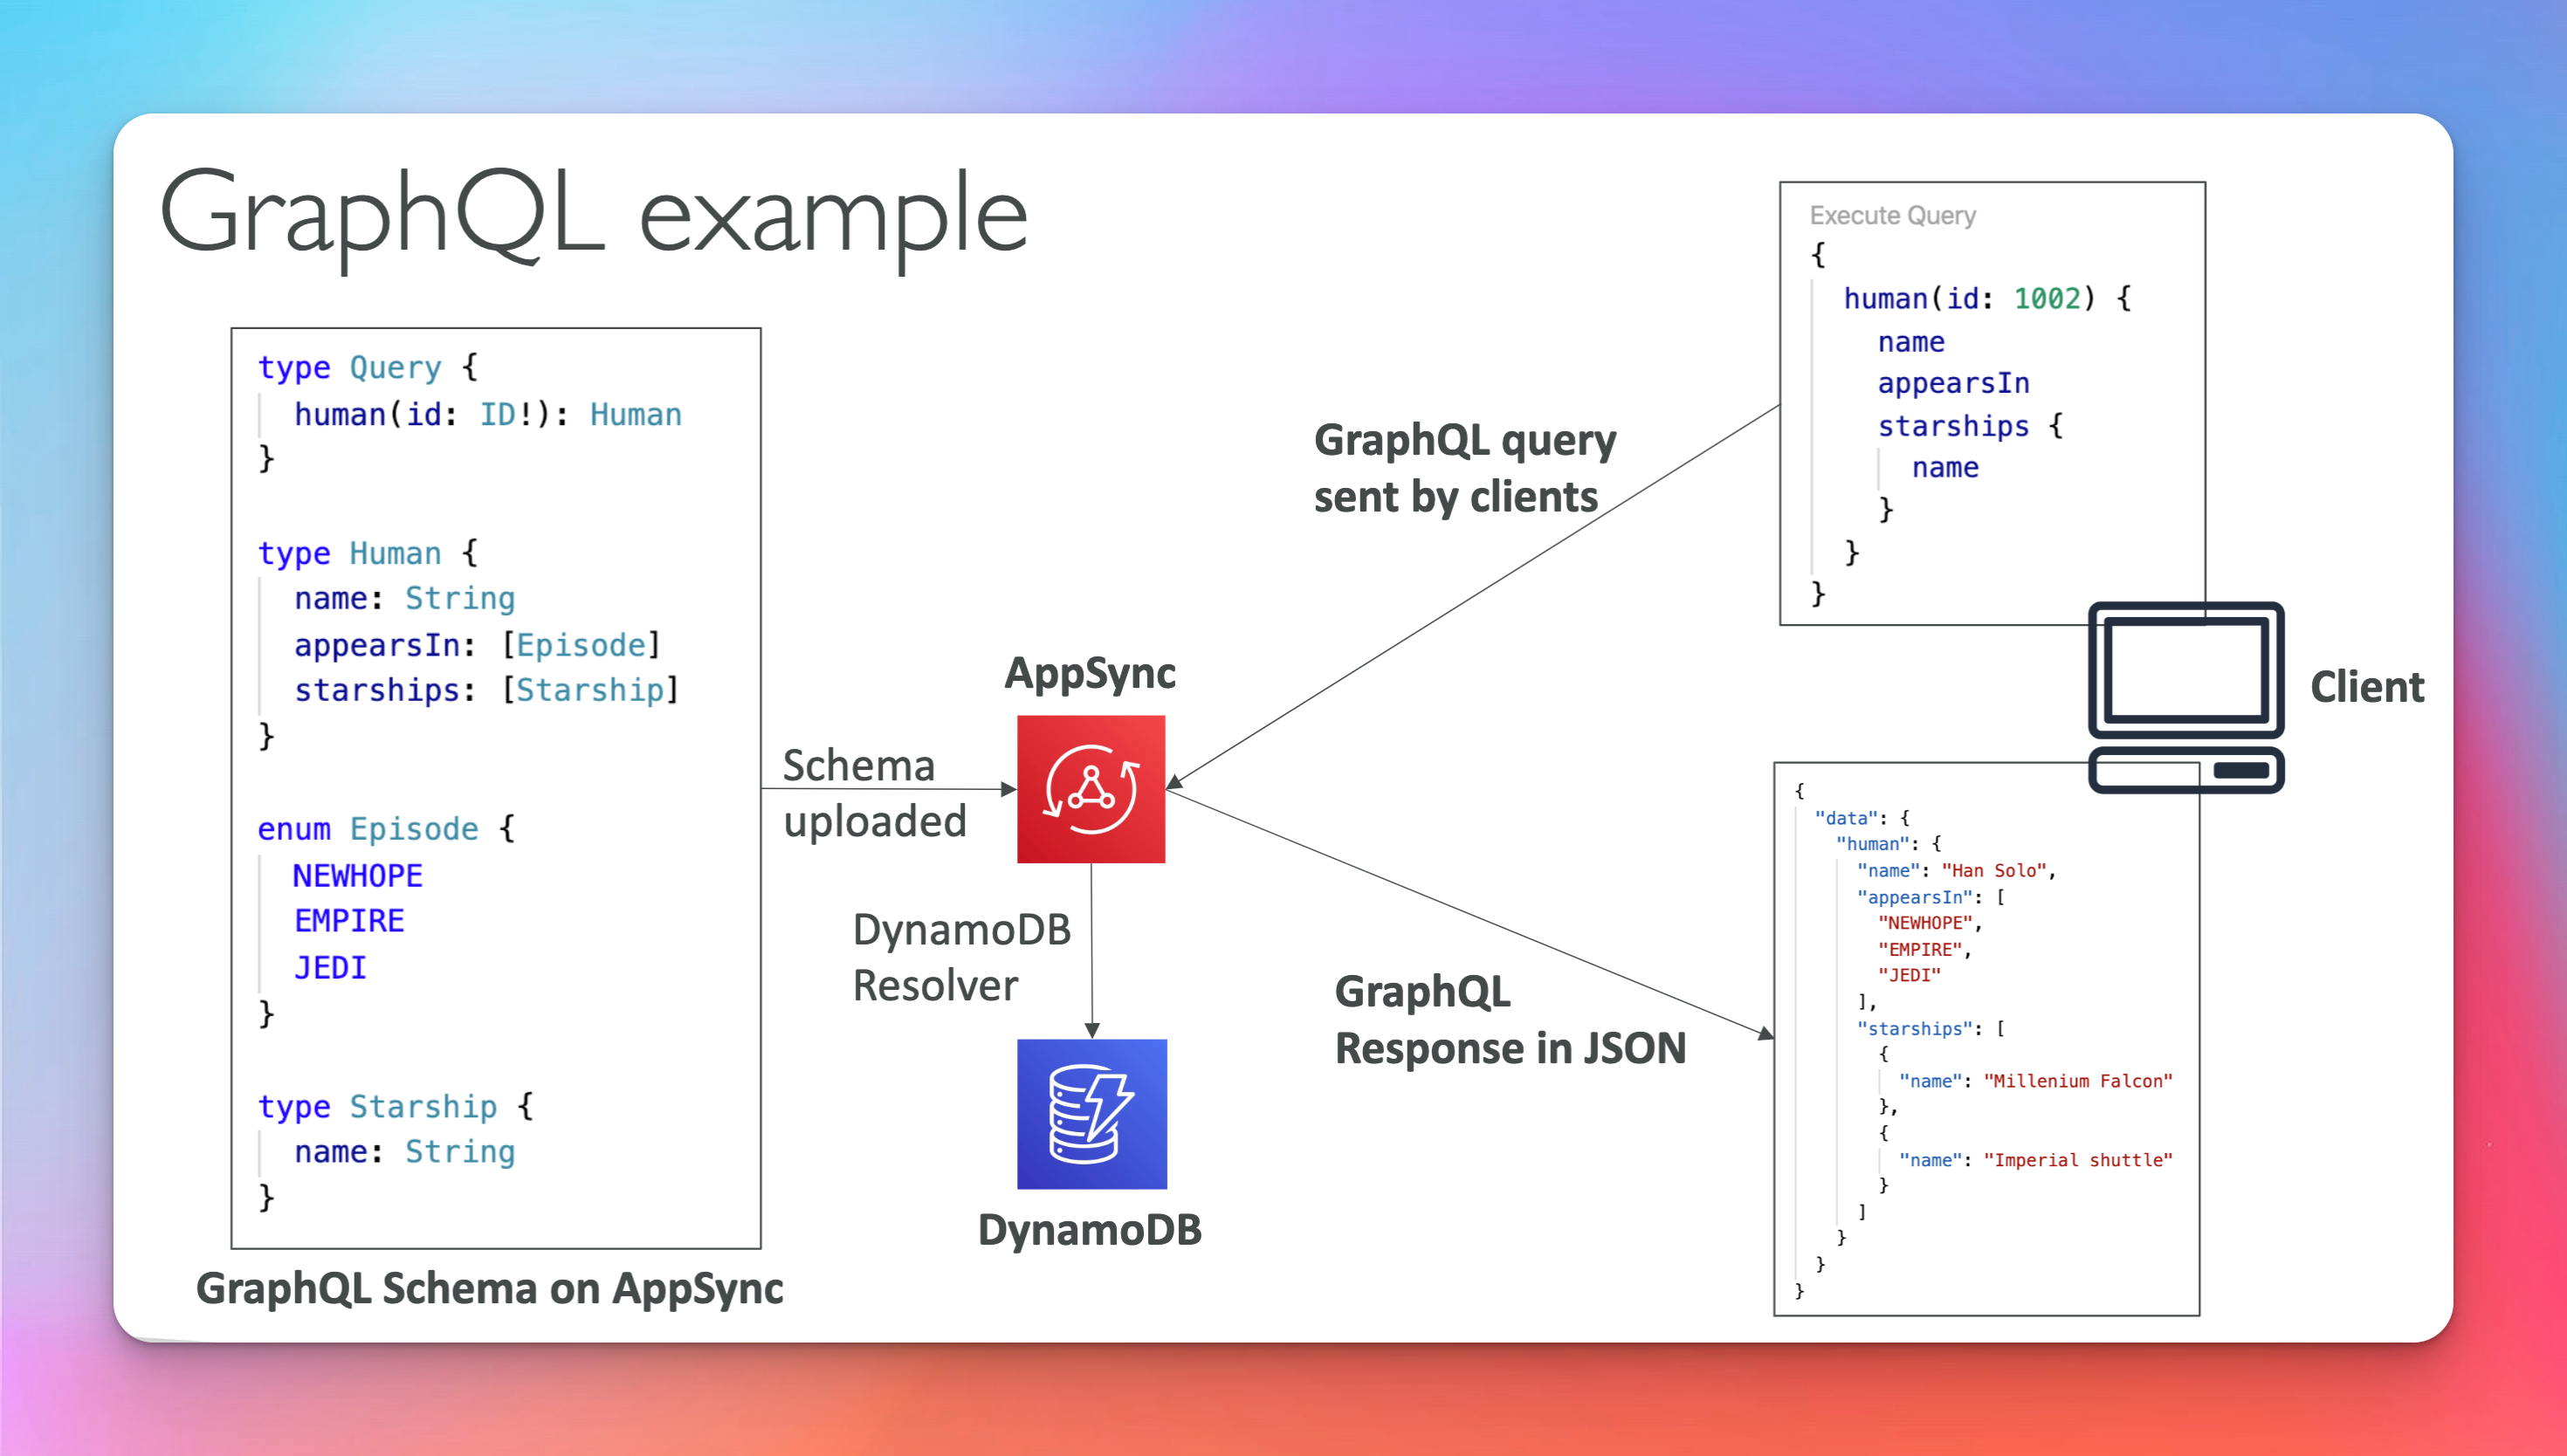 GraphQL example
type Query {
human(id: ID!): Human
}
type Human {
name: String
appearsIn: [Episode]
starships: [Starship]
}
enum Episode {
NEWHOPE
EMPIRE
JEDI
}
type Starship {
name: String
}
GraphQL Schema on AppSync
Schema
uploaded
AppSync
DynamoDB
Resolver
DynamoDB
GraphQL query
sent by clients
Execute Query
{
human(id: 1002) {
name
appearsIn
starships {
name
}
}
}
Client
GraphQL
Response in JSON
{
"data": {
"human": {
"name": "Han Solo",
"appearsIn": [
"NEWHOPE",
"EMPIRE",
"JEDI"
],
"starships": [
{
"name": "Millenium Falcon"
},
{
"name": "Imperial shuttle"
}
]
}
}
}